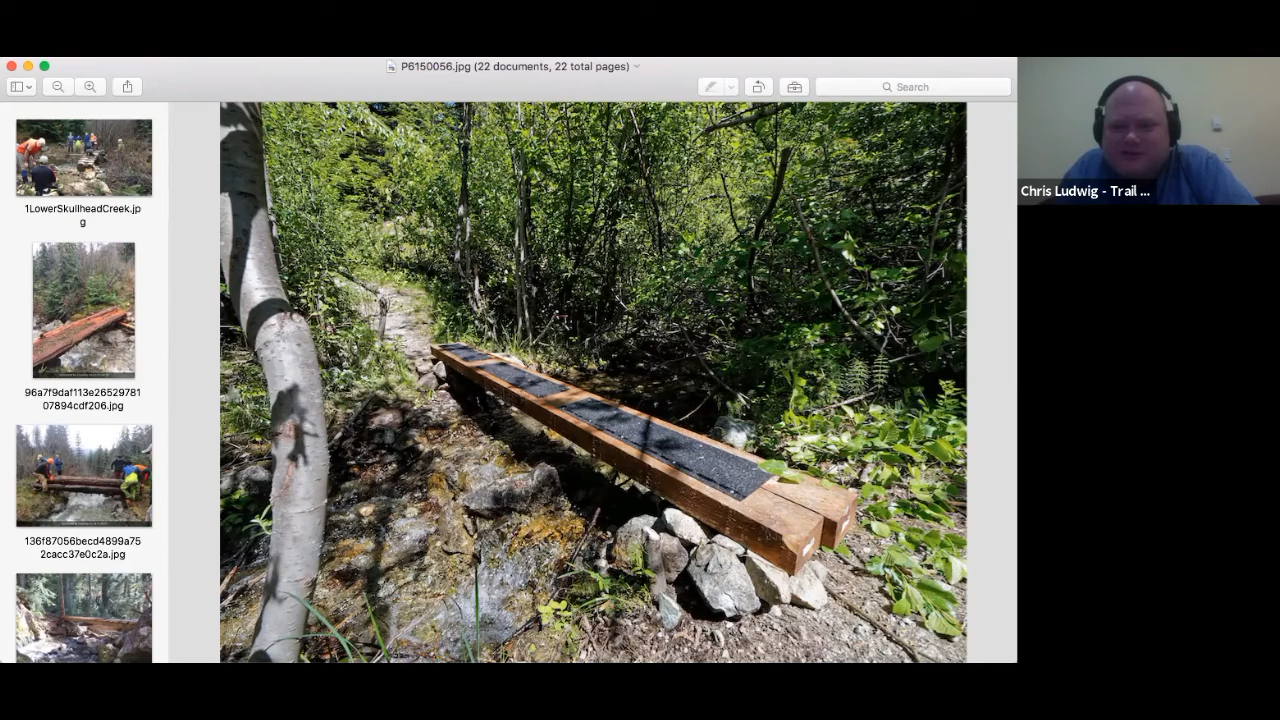 P6150056.jpg (22 documents, 22 total pages)
Search
1LowerSkullheadCreek.jp
g
96a7f9daf113e26529781
07894cdf206.jpg
136f87056becd4899a75
2cacc37e0c2a.jpg
Chris Ludwig - Trail ...